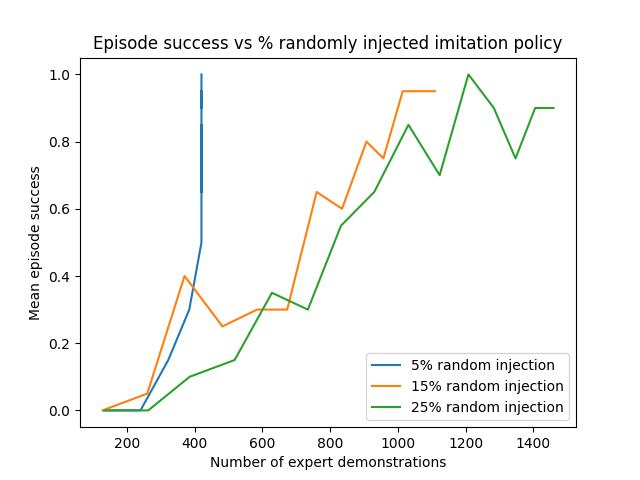 Episode success vs % randomly injected imitation policy
Mean episode success
1.0
0.8
0.6
0.4
0.2
0.0
5% random injection
15% random injection
25% random injection
200 400 600 800 1000 1200 1400
Number of expert demonstrations